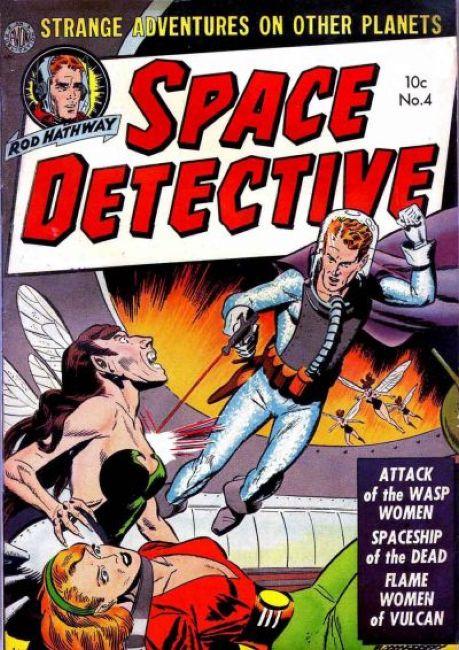 STRANGE ADVENTURES ON OTHER PLANETS
AVON
ROD HATHWAY
SPACE
DETECTIVE
10c
No.4
ATTACK
of the WASP
WOMEN
SPACESHIP
of the DEAD
FLAME
WOMEN
of VULCAN